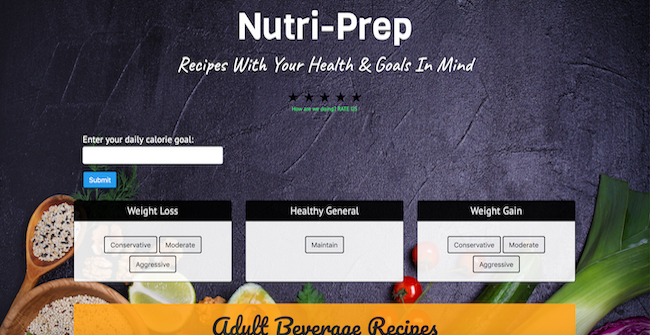 Nutri-Prep
Recipes With Your Health & Goals In Mind
How are we doing? RATE US
Enter your daily calorie goal:
Submit
Weight Loss
Conservative Moderate
Aggressive
Healthy General
Maintain
Weight Gain
Conservative Moderate
Aggressive
Adult Beverage Recipes